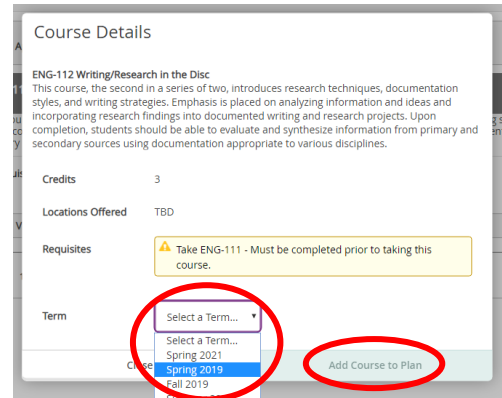 Course Details
ENG-112 Writing/Research in the Disc
This course, the second in a series of two, introduces research techniques, documentation
styles, and writing strategies. Emphasis is placed on analyzing information and ideas and
incorporating research findings into documented writing and research projects. Upon
completion, students should be able to evaluate and synthesize information from primary and
secondary sources using documentation appropriate to various disciplines.
Credits 3
Locations Offered TBD
Requisites Take ENG-111 - Must be completed prior to taking this
course.
Term Select a Term...
Select a Term...
Spring 2021
Spring 2019
Fall 2019
Add Course to Plan